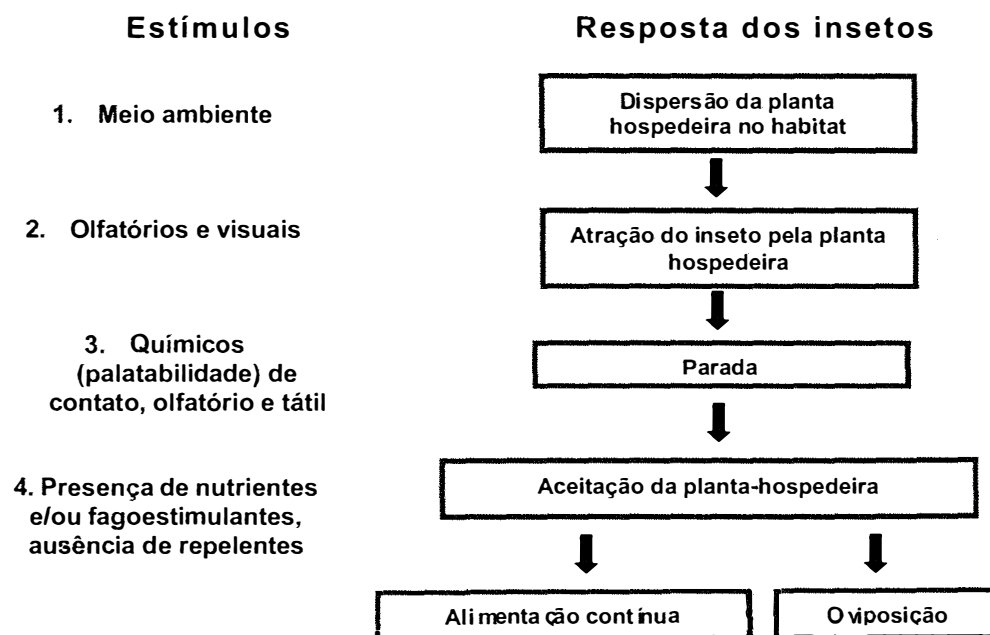 Estímulos
Resposta dos insetos
1. Meio ambiente
Dispersão da planta
hospedeira no habitat
2. Olfatórios e visuais
Atração do inseto pela planta
hospedeira
3. Químicos
(palatabilidade) de
contato, olfatório e tátil
Parada
4. Presença de nutrientes
e/ou fagoestimulantes,
ausência de repelentes
Aceitação da planta-hospedeira
Alimentação contínua
Oviposição